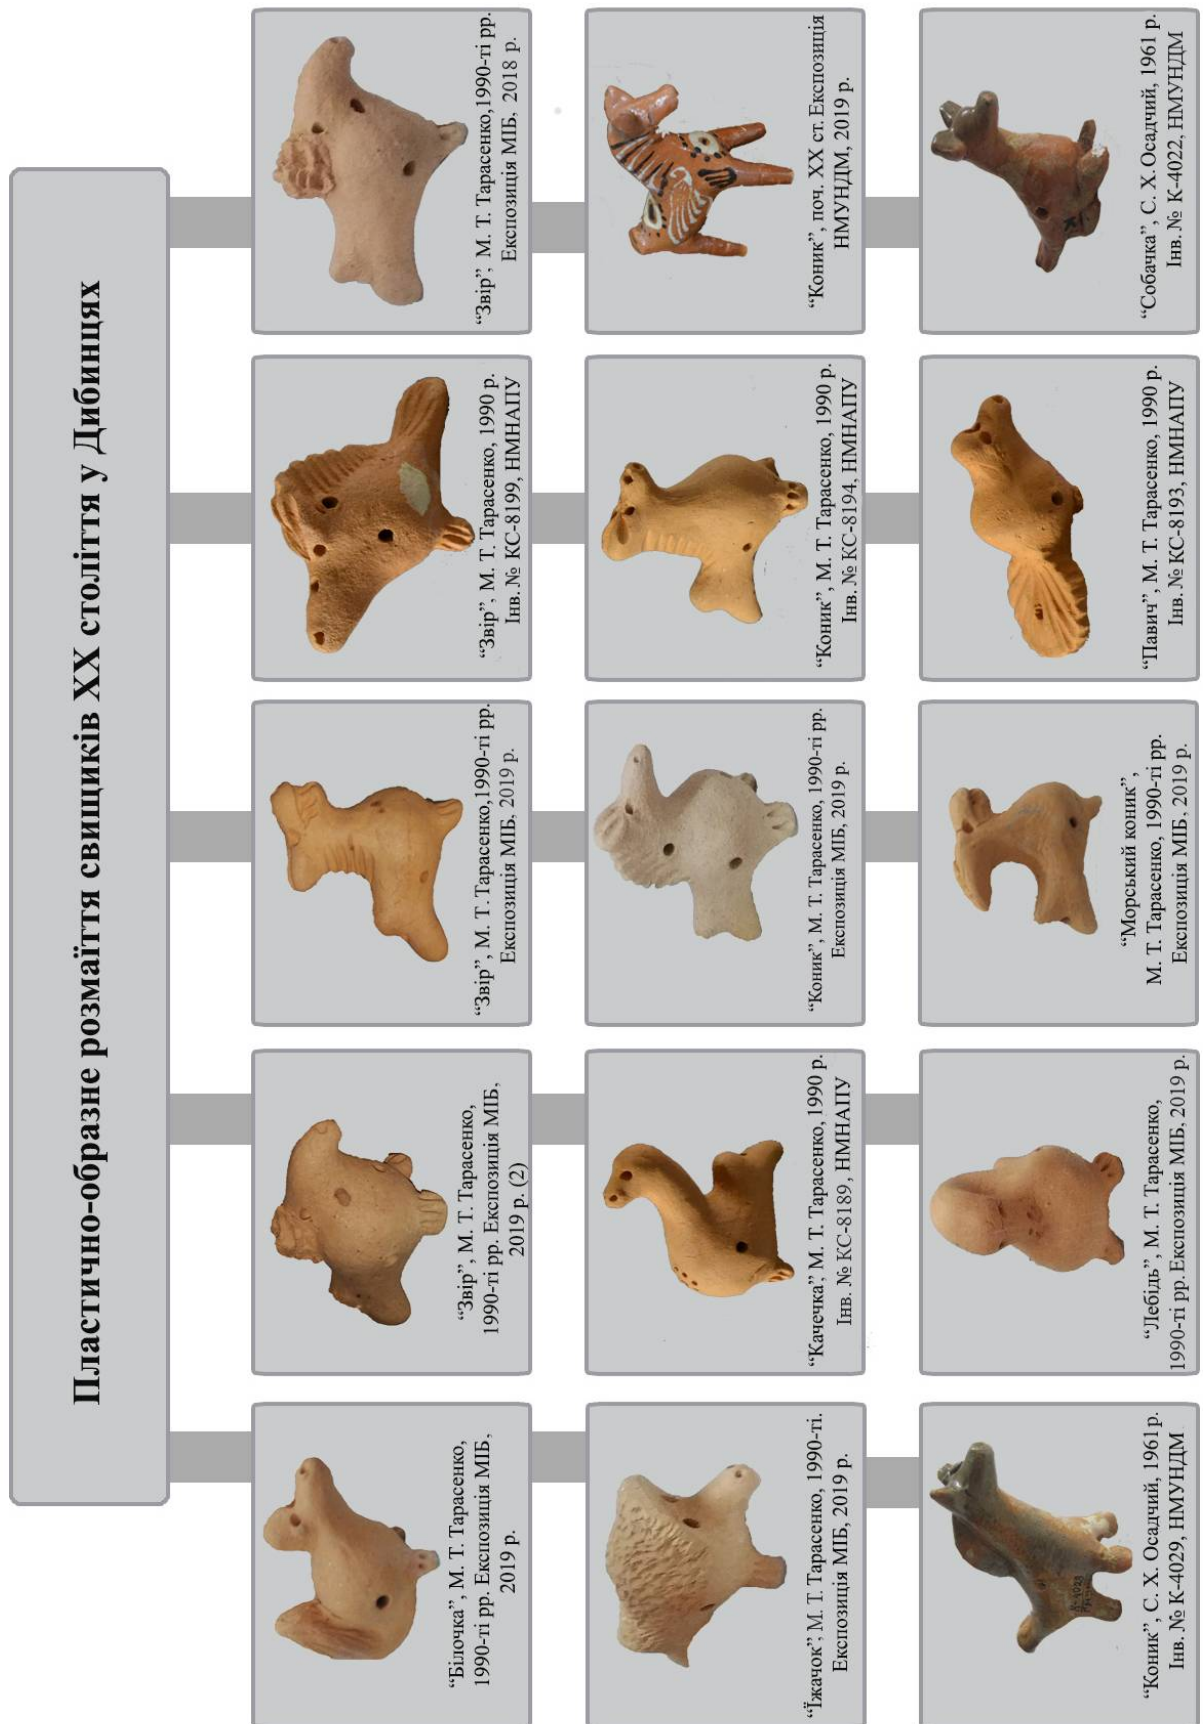 Пластично-образне розмаїття свищиків ХХ століття у Дибинцях
“Білочка”, М. Т. Тарасенко,
1990-ті рр. Експозиція МІБ,
2019 р.
“Звір”, М. Т. Тарасенко,
1990-ті рр. Експозиція МІБ,
2019 р. (2)
“Звір”, М. Т. Тарасенко,1990-ті рр.
Експозиція МІБ, 2019 р.
“Звір”, М. Т. Тарасенко, 1990 р.
Інв. № КС-8199, НМНАПУ
“Звір”, М. Т. Тарасенко,1990-ті рр.
Експозиція МІБ, 2018 р.
“Їжачок”, М. Т. Тарасенко, 1990-ті.
Експозиція МІБ, 2019 р.
“Качечка”, М. Т. Тарасенко, 1990 р.
Інв. № КС-8189, НМНАПУ
“Коник”, М. Т. Тарасенко, 1990-ті рр.
Експозиція МІБ, 2019 р.
“Коник”, М. Т. Тарасенко, 1990 р.
Інв. № КС-8194, НМНАПУ
“Коник”, поч. ХХ ст. Експозиція
НМУНДМ, 2019 р.
“Коник”, С. Х. Осадчий, 1961р.
Інв. № К-4029, НМУНДМ
“Лебідь”, М. Т. Тарасенко,
1990-ті рр. Експозиція МІБ, 2019 р.
“Морський коник”,
М. Т. Тарасенко, 1990-ті рр.
Експозиція МІБ, 2019 р.
“Павич”, М. Т. Тарасенко, 1990 р.
Інв. № КС-8193, НМНАПУ
“Собачка”, С. Х. Осадчий, 1961 р.
Інв. № К-4022, НМУНДМ